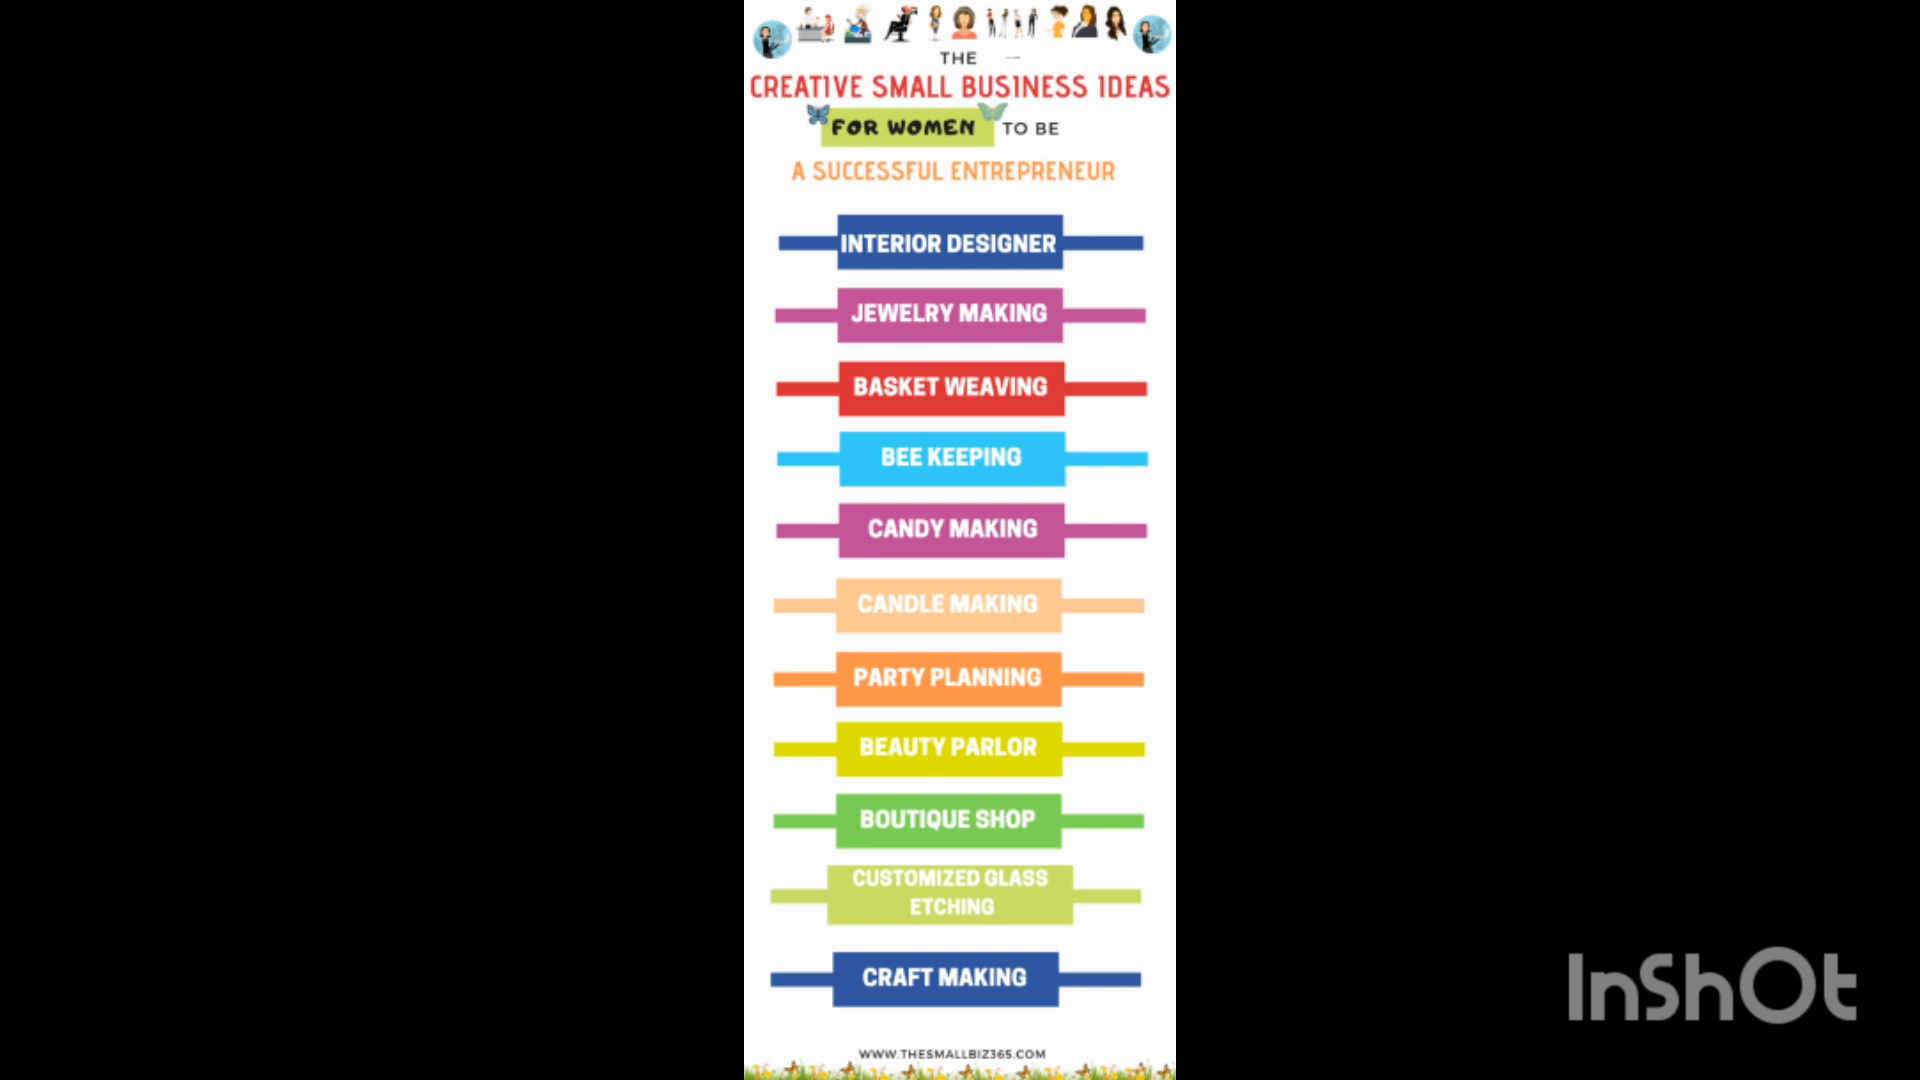 THE
CREATIVE SMALL BUSINESS IDEAS
FOR WOMEN TO BE
A SUCCESSFUL ENTREPRENEUR
INTERIOR DESIGNER
JEWELRY MAKING
BASKET WEAVING
BEE KEEPING
CANDY MAKING
CANDLE MAKING
PARTY PLANNING
BEAUTY PARLOR
BOUTIQUE SHOP
CUSTOMIZED GLASS
ETCHING
CRAFT MAKING
WWW.THESMALLBIZ365.COM
InShOt